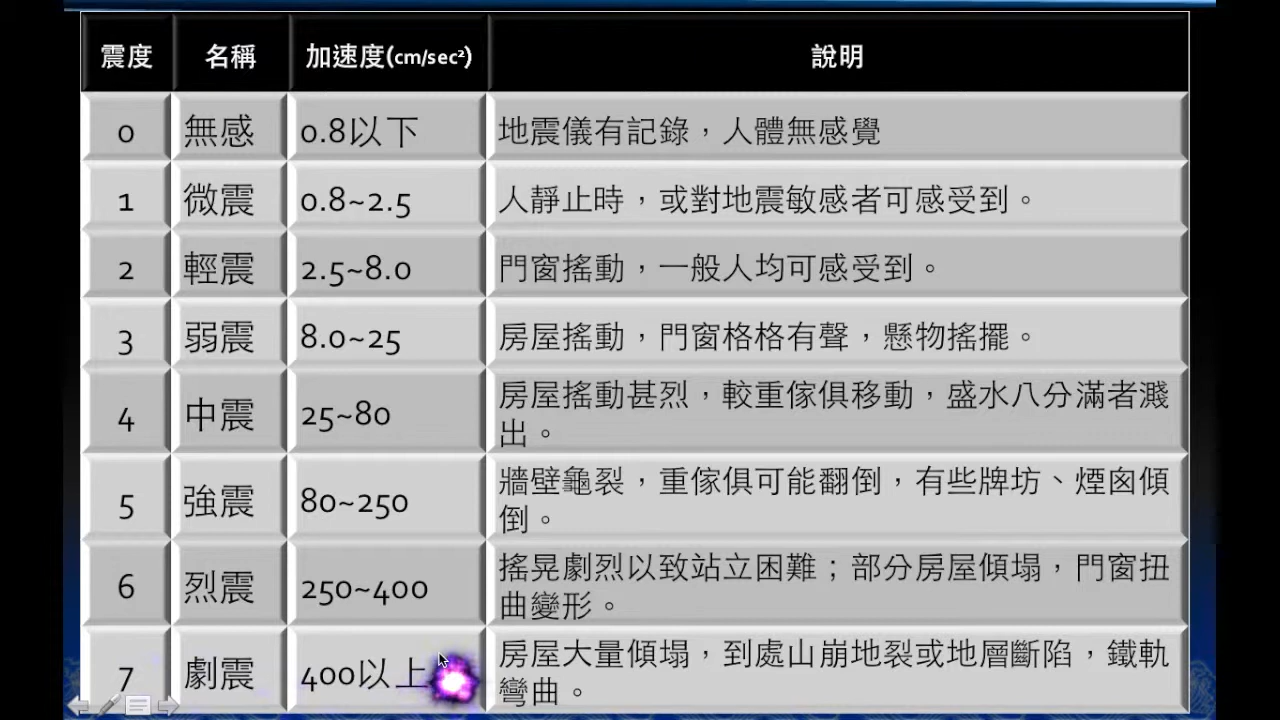 震度 名稱 加速度(cm/sec²) 說明
0 無感 0.8以下 地震儀有記錄，人體無感覺
1 微震 0.8~2.5 人靜止時，或對地震敏感者可感受到。
2 輕震 2.5~8.0 門窗搖動，一般人均可感受到。
3 弱震 8.0~25 房屋搖動，門窗格格有聲，懸物搖擺。
4 中震 25~80 房屋搖動甚烈，較重傢俱移動，盛水八分滿者濺
出。
5 強震 80~250 牆壁龜裂，重傢俱可能翻倒，有些牌坊、煙囪傾
倒。
6 烈震 250~400 搖晃劇烈以致站立困難；部分房屋傾塌，門窗扭
曲變形。
7 劇震 400以上 房屋大量傾塌，到處山崩地裂或地層斷陷，鐵軌
彎曲。